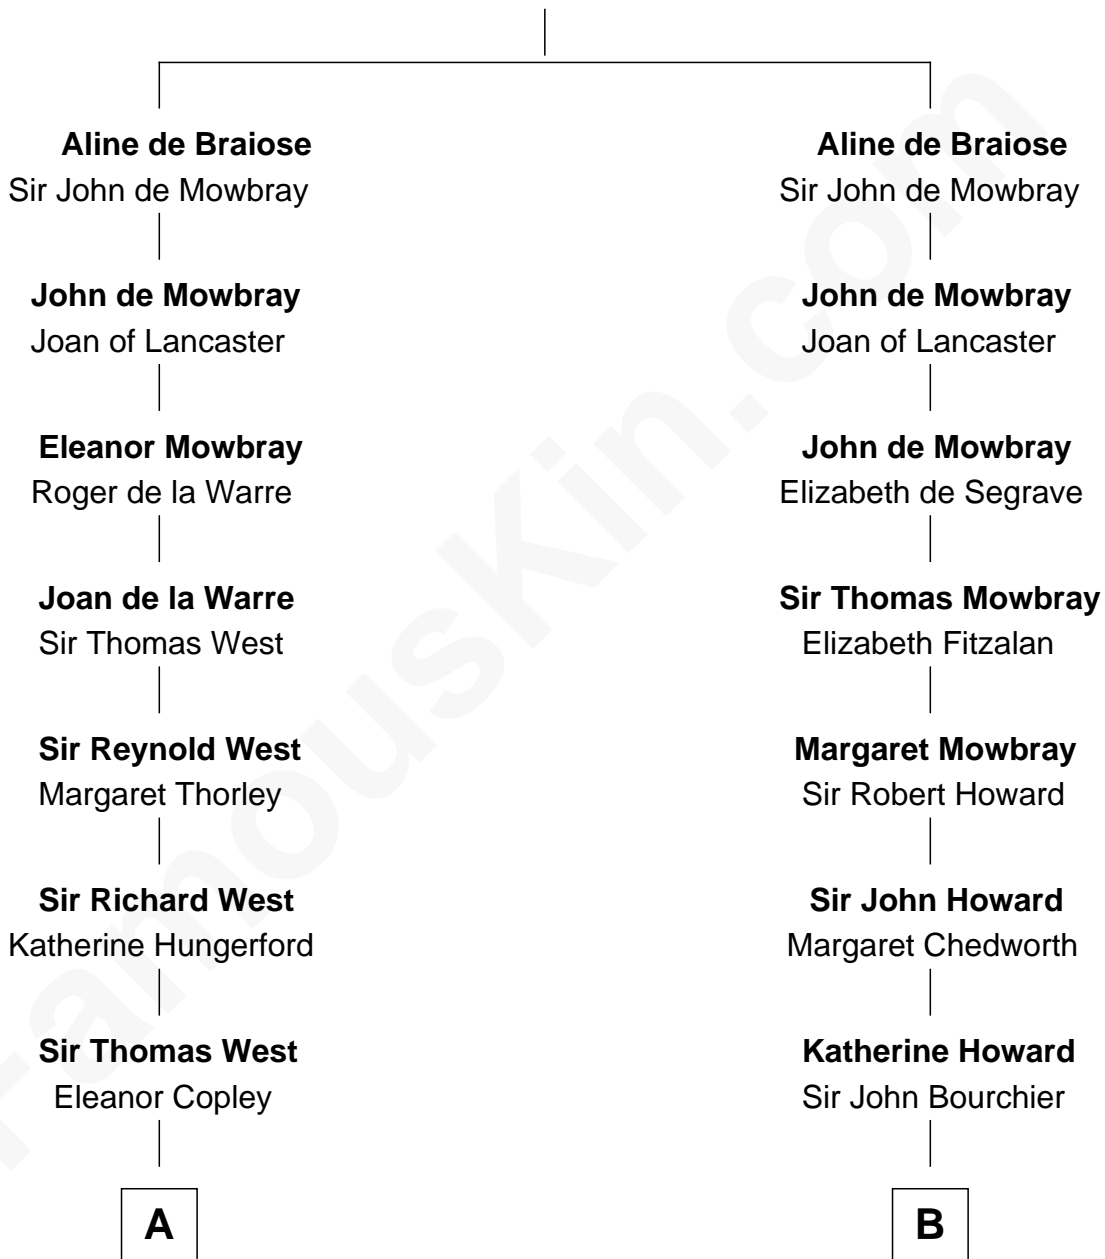 Aline de Braiose
Sir John de Mowbray
John de Mowbray
Joan of Lancaster
Eleanor Mowbray
Roger de la Warre
Joan de la Warre
Sir Thomas West
Sir Reynold West
Margaret Thorley
Sir Richard West
Katherine Hungerford
Sir Thomas West
Eleanor Copley
A
Aline de Braiose
Sir John de Mowbray
John de Mowbray
Joan of Lancaster
John de Mowbray
Elizabeth de Segrave
Sir Thomas Mowbray
Elizabeth Fitzalan
Margaret Mowbray
Sir Robert Howard
Sir John Howard
Margaret Chedworth
Katherine Howard
Sir John Bourchier
B
FamousKin.com